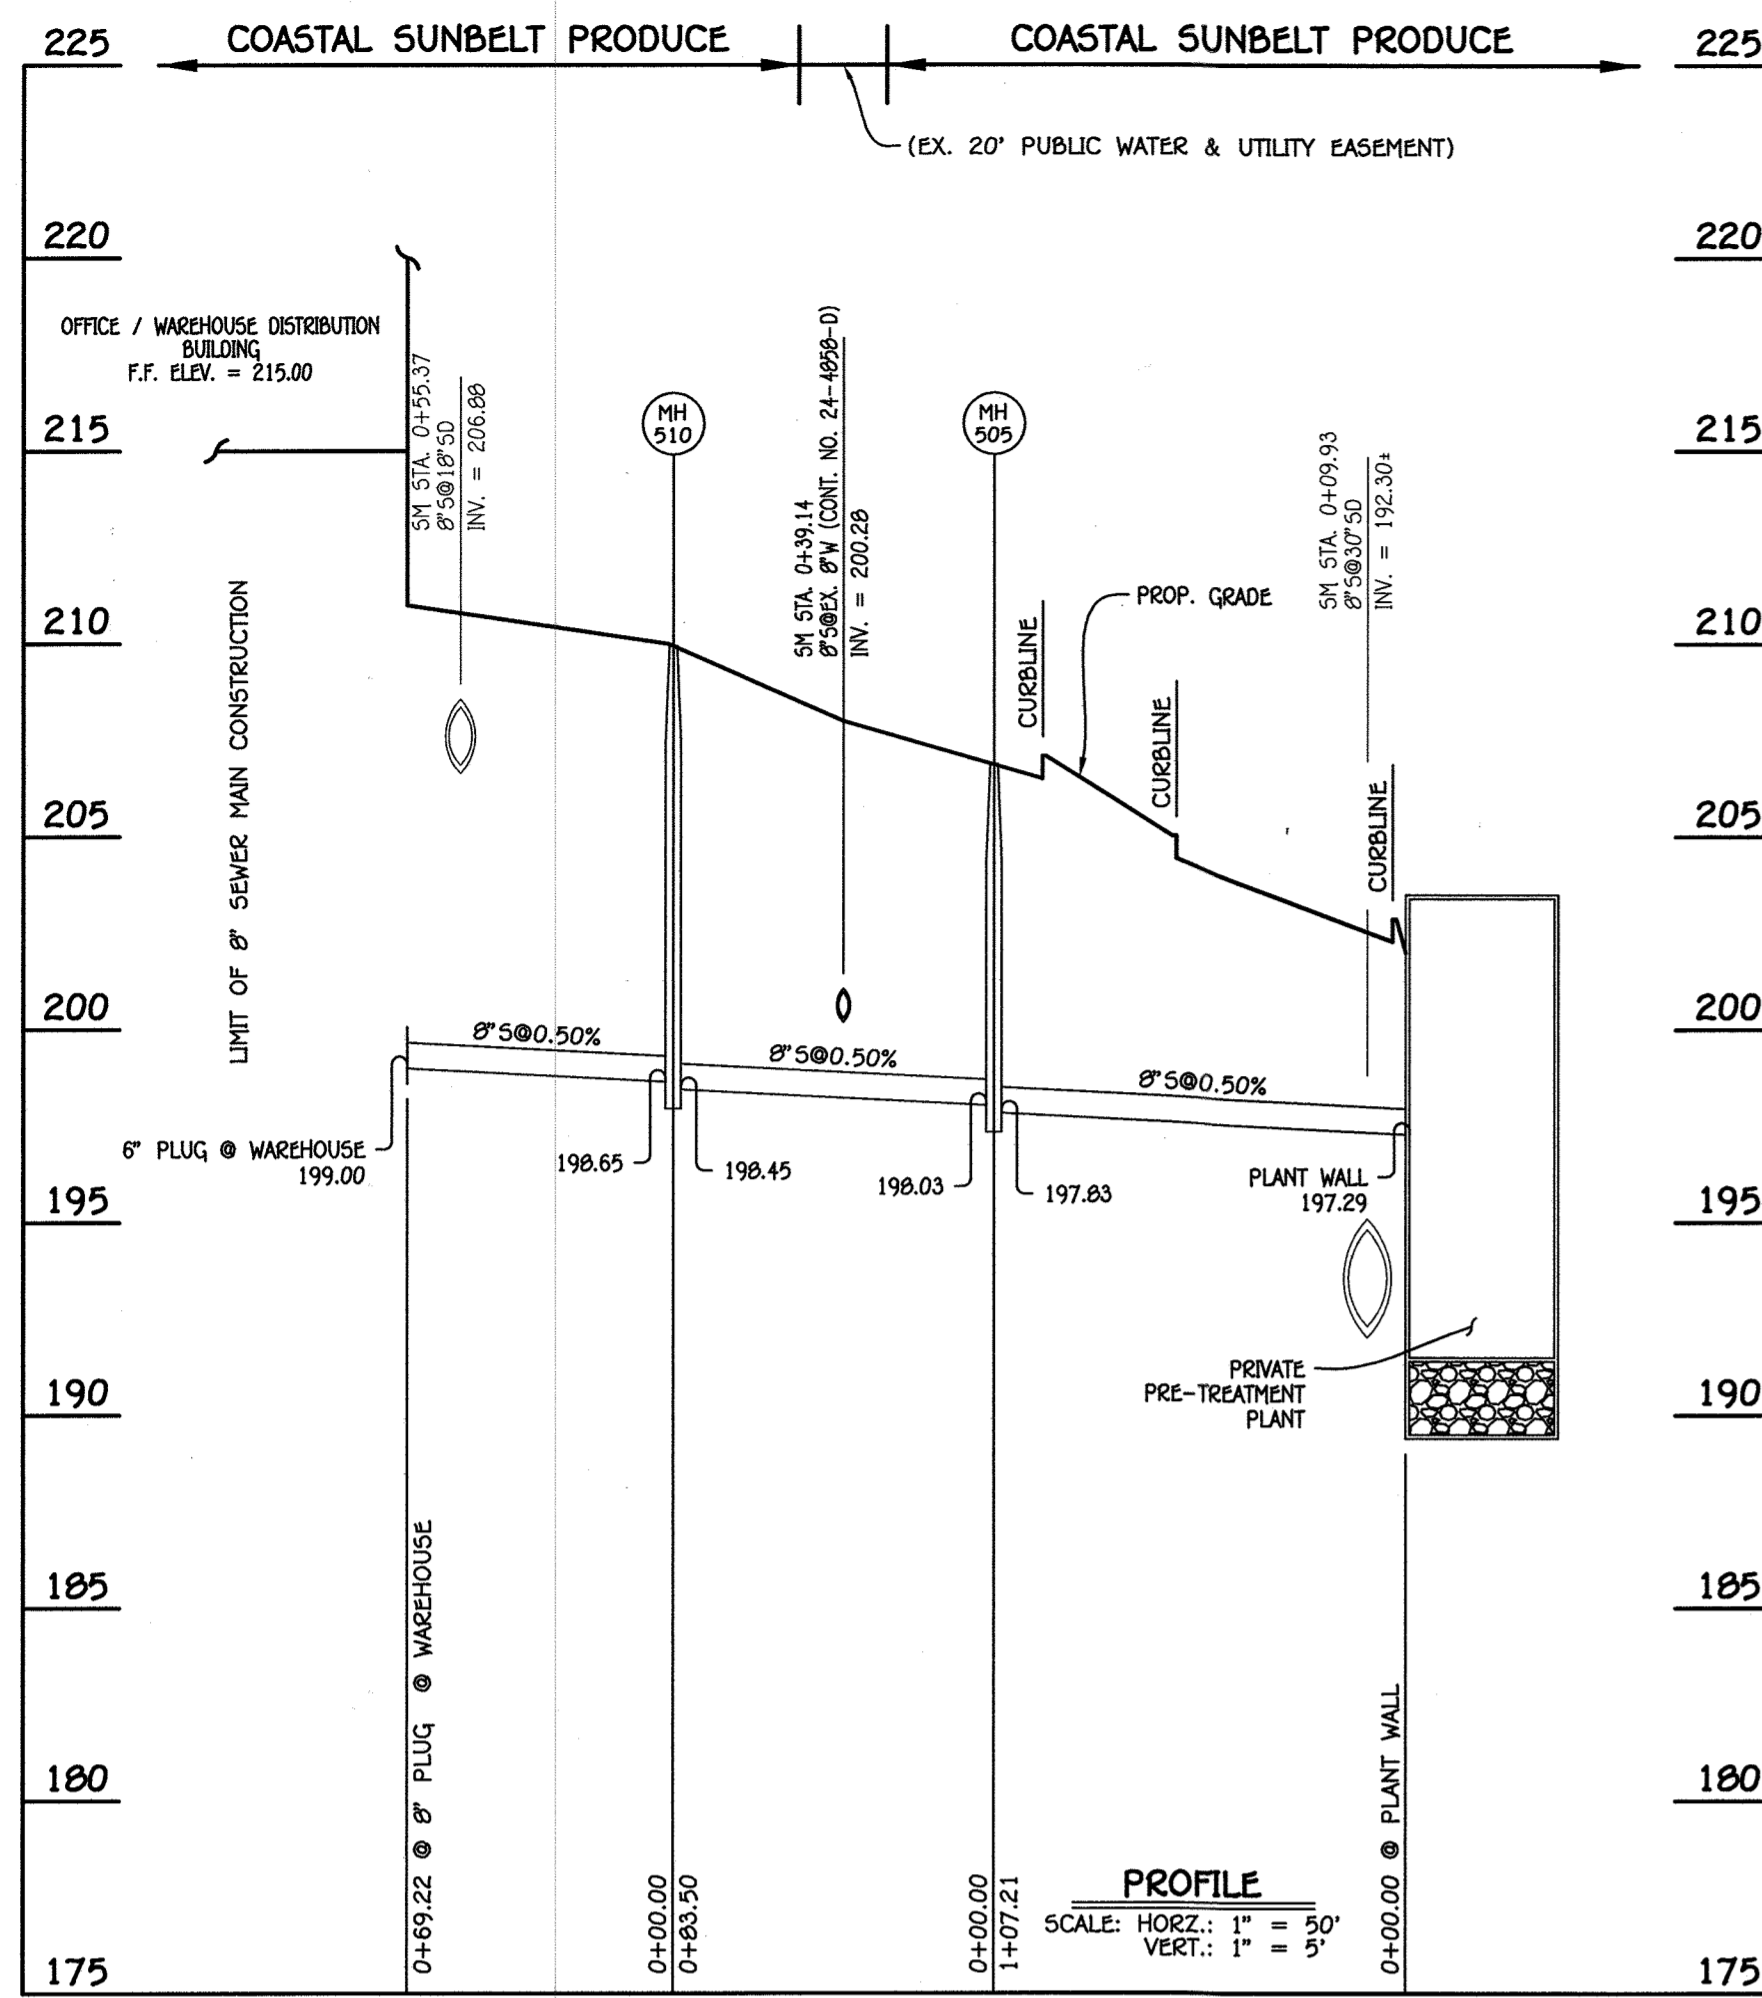 225 COASTAL SUNBELT PRODUCE COASTAL SUNBELT PRODUCE 225
(EX. 20' PUBLIC WATER & UTILITY EASEMENT)
220 220
OFFICE / WAREHOUSE DISTRIBUTION
BUILDING
F.F. ELEV. = 215.00
SM STA. 0+55.37
8"S@18"SD
INV. = 206.88
MH
510
SM STA. 0+39.14
8"S@EX. 8"W (CONT. NO. 24-4858-D)
INV. = 200.28
MH
505
SM STA. 0+09.93
8"S@30"SD
INV. = 192.30±
215 215
PROP. GRADE
210 210
LIMIT OF 8" SEWER MAIN CONSTRUCTION
CURBLINE
CURBLINE
CURBLINE
205 205
200 200
8"S@0.50%
8"S@0.50%
8"S@0.50%
6" PLUG @ WAREHOUSE
199.00
198.65
198.45
198.03
197.83
PLANT WALL
197.29
195 195
PRIVATE
PRE-TREATMENT
PLANT
190 190
185 185
180 180
0+69.22 @ 8" PLUG @ WAREHOUSE
0+00.00
0+83.50
0+00.00
1+07.21
0+00.00 @ PLANT WALL
PROFILE
SCALE: HORZ.: 1" = 50'
VERT.: 1" = 5'
175 175